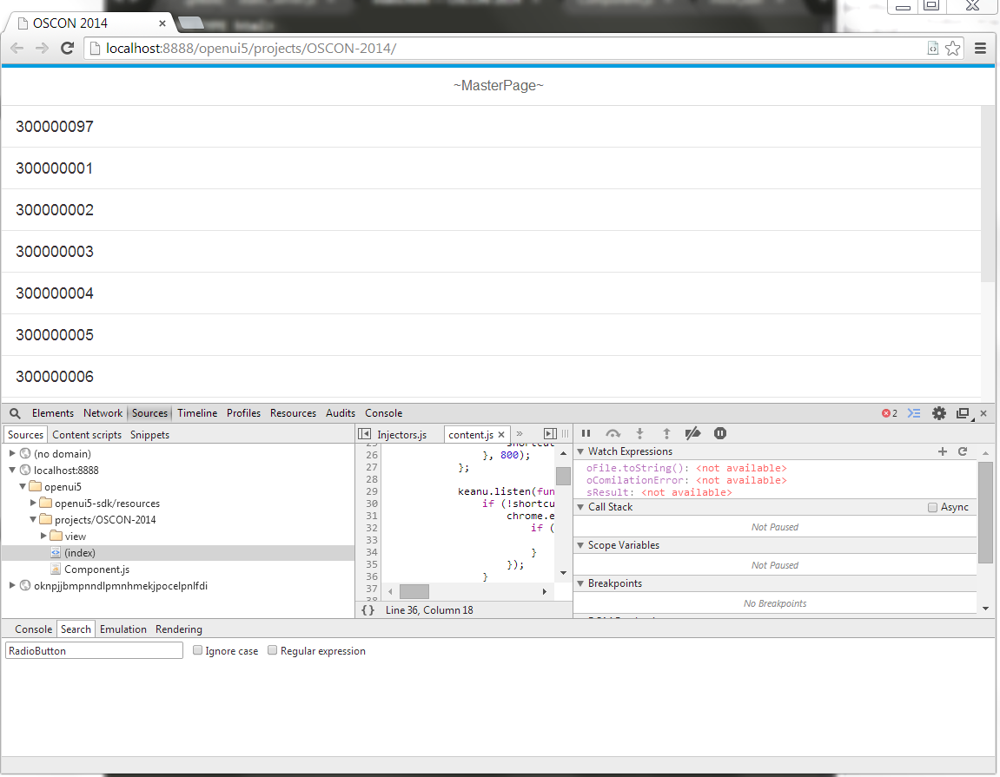 OSCON 2014
localhost:8888/openui5/projects/OSCON-2014/
~MasterPage~
300000097
300000001
300000002
300000003
300000004
300000005
300000006
Elements Network Sources Timeline Profiles Resources Audits Console 2
Sources Content scripts Snippets
(no domain)
localhost:8888
openui5
openui5-sdk/resources
projects/OSCON-2014
view
(index)
Component.js
oknpjjbmpnndlpmnhmekjpocelpnlfdi
Injectors.js content.js
25 shortcut
26 }, 800);
27 };
28
29 keanu.listen(fun
30 if (!shortcu
31 chrome.e
32 if (
33
34 }
35 });
36 }
37
38
{} Line 36, Column 18
Watch Expressions
oFile.toString(): <not available>
oComilationError: <not available>
sResult: <not available>
Call Stack Async
Not Paused
Scope Variables
Not Paused
Breakpoints
No Breakpoints
Console Search Emulation Rendering
RadioButton Ignore case Regular expression